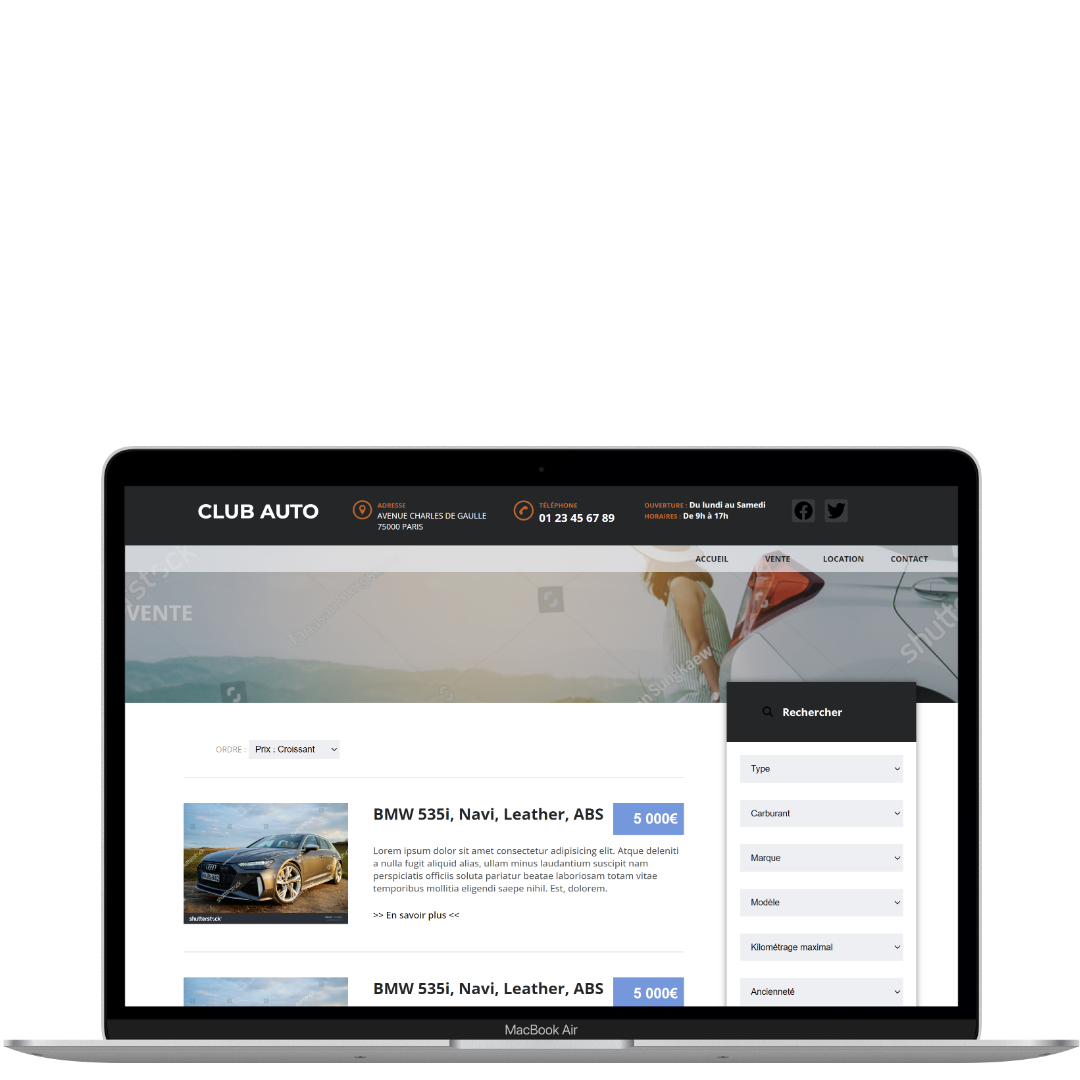 CLUB AUTO
ADRESSE
AVENUE CHARLES DE GAULLE
75000 PARIS
TÉLÉPHONE
01 23 45 67 89
OUVERTURE : Du lundi au Samedi
HORAIRES : De 9h à 17h
ACCUEIL VENTE LOCATION CONTACT
VENTE
Rechercher
ORDRE : Prix : Croissant
Type
Carburant
Marque
Modèle
Kilométrage maximal
Ancienneté
BMW 535i, Navi, Leather, ABS
5 000€
Lorem ipsum dolor sit amet consectetur adipisicing elit. Atque deleniti
a nulla fugit aliquid alias, ullam minus laudantium suscipit nam
perspiciatis officiis soluta pariatur beatae laboriosam totam vitae
temporibus mollitia eligendi saepe nihil. Est, dolorem.
>> En savoir plus <<
shutterstock
BMW 535i, Navi, Leather, ABS
5 000€
MacBook Air